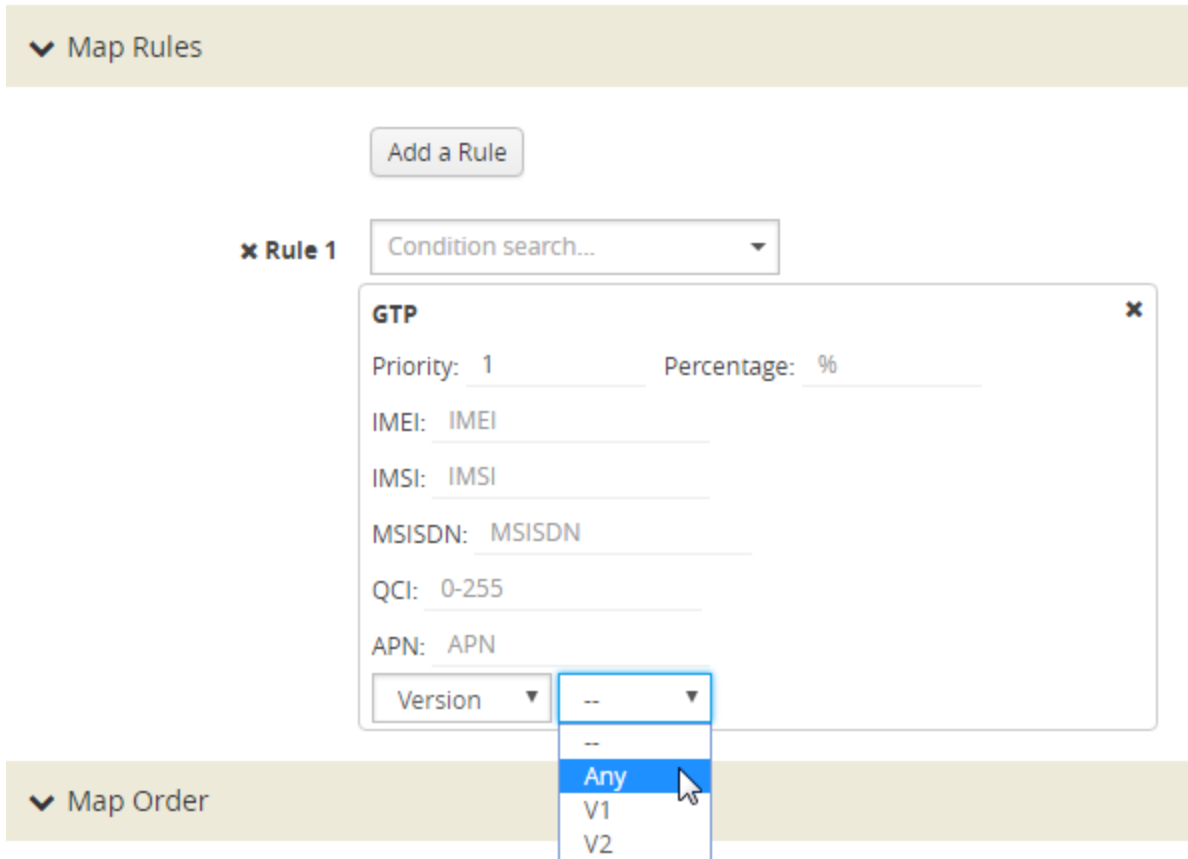 Map Rules
Add a Rule
Rule 1 Condition search...
GTP
Priority: 1 Percentage: %
IMEI: IMEI
IMSI: IMSI
MSISDN: MSISDN
QCI: 0-255
APN: APN
Version --
--
Any
Map Order
V1
V2